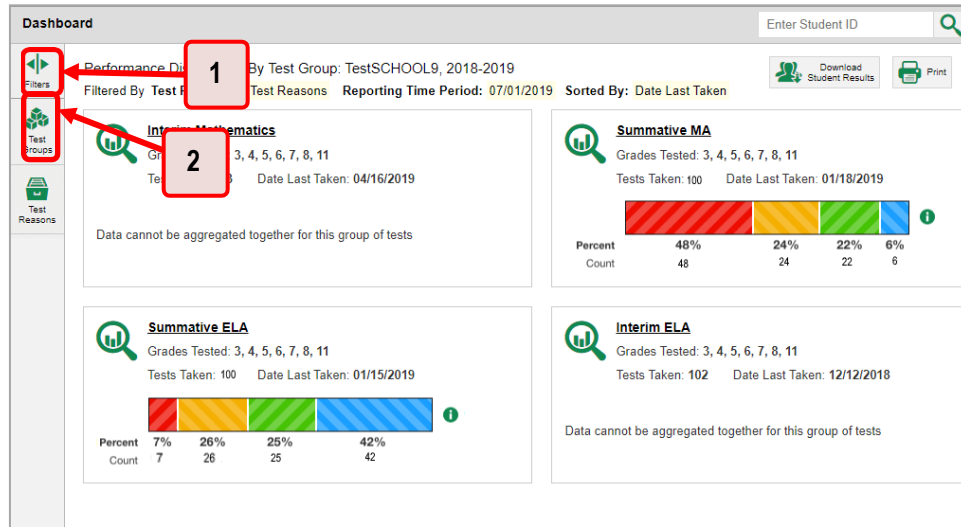 Dashboard
Enter Student ID
Filters
Test
Groups
Test
Reasons
1
2
Performance By Test Group: TestSCHOOL9, 2018-2019
Download
Student Results
Print
Filtered By Test Test Reasons Reporting Time Period: 07/01/2019 Sorted By: Date Last Taken
Interim Mathematics
3, 4, 5, 6, 7, 8, 11
Date Last Taken: 04/16/2019
Data cannot be aggregated together for this group of tests
Summative MA
Grades Tested: 3, 4, 5, 6, 7, 8, 11
Tests Taken: 100 Date Last Taken: 01/18/2019
Percent 48% 24% 22% 6%
Count 48 24 22 6
Summative ELA
Grades Tested: 3, 4, 5, 6, 7, 8, 11
Tests Taken: 100 Date Last Taken: 01/15/2019
Percent 7% 26% 25% 42%
Count 7 26 25 42
Interim ELA
Grades Tested: 3, 4, 5, 6, 7, 8, 11
Tests Taken: 102 Date Last Taken: 12/12/2018
Data cannot be aggregated together for this group of tests